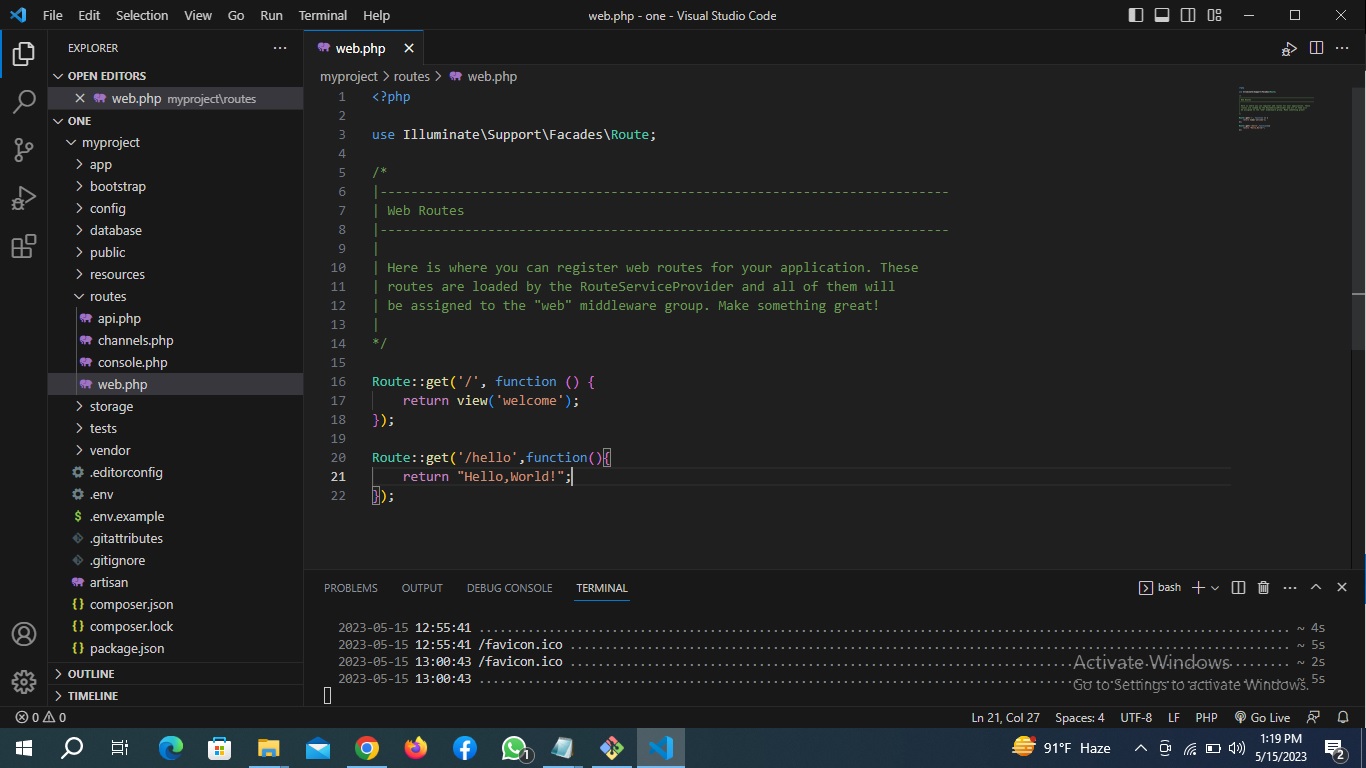 File Edit Selection View Go Run Terminal Help
web.php - one - Visual Studio Code
EXPLORER
OPEN EDITORS
web.php myproject\routes
ONE
myproject
app
bootstrap
config
database
public
resources
routes
api.php
channels.php
console.php
web.php
storage
tests
vendor
.editorconfig
.env
$ .env.example
.gitattributes
.gitignore
artisan
{} composer.json
{} composer.lock
{} package.json
OUTLINE
TIMELINE
web.php
myproject > routes > web.php
1 <?php
2
3 use Illuminate\Support\Facades\Route;
4
5 /*
6 |--------------------------------------------------------------------------
7 | Web Routes
8 |--------------------------------------------------------------------------
9 |
10 | Here is where you can register web routes for your application. These
11 | routes are loaded by the RouteServiceProvider and all of them will
12 | be assigned to the "web" middleware group. Make something great!
13 |
14 */
15
16 Route::get('/', function () {
17     return view('welcome');
18 });
19
20 Route::get('/hello',function(){
21     return "Hello,World!";
22 });
PROBLEMS OUTPUT DEBUG CONSOLE TERMINAL
bash
2023-05-15 12:55:41 ........................................ ~ 4s
2023-05-15 12:55:41 /favicon.ico ........................................ ~ 5s
2023-05-15 13:00:43 /favicon.ico ........................................ ~ 2s
2023-05-15 13:00:43 ........................................ ~ 5s
Activate Windows
Go to Settings to activate Windows.
0 0
Ln 21, Col 27 Spaces: 4 UTF-8 LF PHP Go Live
1
91°F Haze
1:19 PM
5/15/2023
2